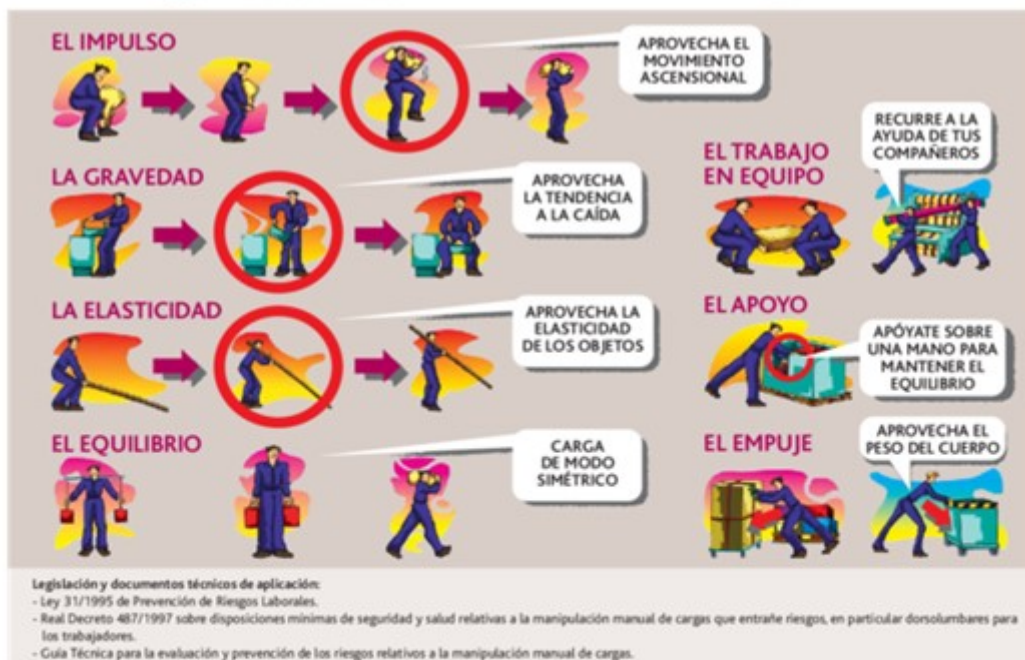 EL IMPULSO
APROVECHA EL
MOVIMIENTO
ASCENSIONAL
LA GRAVEDAD
APROVECHA
LA TENDENCIA
A LA CAÍDA
LA ELASTICIDAD
APROVECHA LA
ELASTICIDAD
DE LOS OBJETOS
EL EQUILIBRIO
CARGA
DE MODO
SIMÉTRICO
EL TRABAJO
EN EQUIPO
RECURRE A LA
AYUDA DE TUS
COMPAÑEROS
EL APOYO
APÓYATE SOBRE
UNA MANO PARA
MANTENER EL
EQUILIBRIO
EL EMPUJE
APROVECHA EL
PESO DEL CUERPO
Legislación y documentos técnicos de aplicación:
- Ley 31/1995 de Prevención de Riesgos Laborales.
- Real Decreto 487/1997 sobre disposiciones mínimas de seguridad y salud relativas a la manipulación manual de cargas que entrañe riesgos, en particular dorsolumbares para
los trabajadores.
- Guía Técnica para la evaluación y prevención de los riesgos relativos a la manipulación manual de cargas.